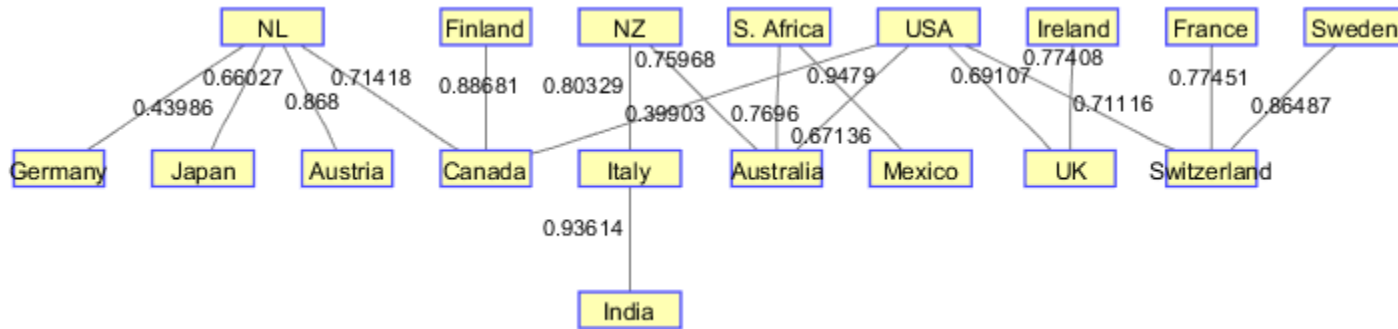 NL
Finland
NZ
S. Africa
USA
Ireland
France
Sweden
0.66027
0.71418
0.43986
0.868
0.88681
0.80329
0.75968
0.39903
0.7696
0.9479
0.67136
0.69107
0.77408
0.71116
0.77451
0.86487
Germany
Japan
Austria
Canada
Italy
Australia
Mexico
UK
Switzerland
0.93614
India